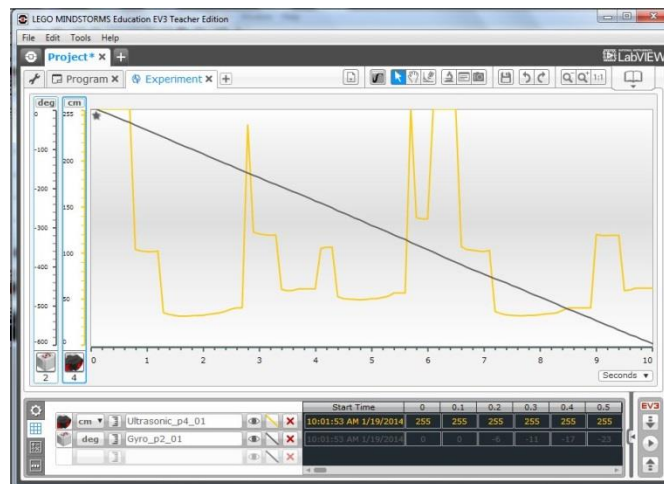 LEGO MINDSTORMS Education EV3 Teacher Edition
File Edit Tools Help
Project* × +
LabVIEW
Program × Experiment × +
1:1
deg cm
0 255
-100 200
-200 150
-300
-400 100
-500 50
-600 0
2 4
0 1 2 3 4 5 6 7 8 9 10
Seconds
Start Time 0 0.1 0.2 0.3 0.4 0.5
cm Ultrasonic_p4_01 10:01:53 AM 1/19/2014 255 255 255 255 255 255
deg Gyro_p2_01 10:01:53 AM 1/19/2014 0 0 -6 -11 -17 -23
EV3